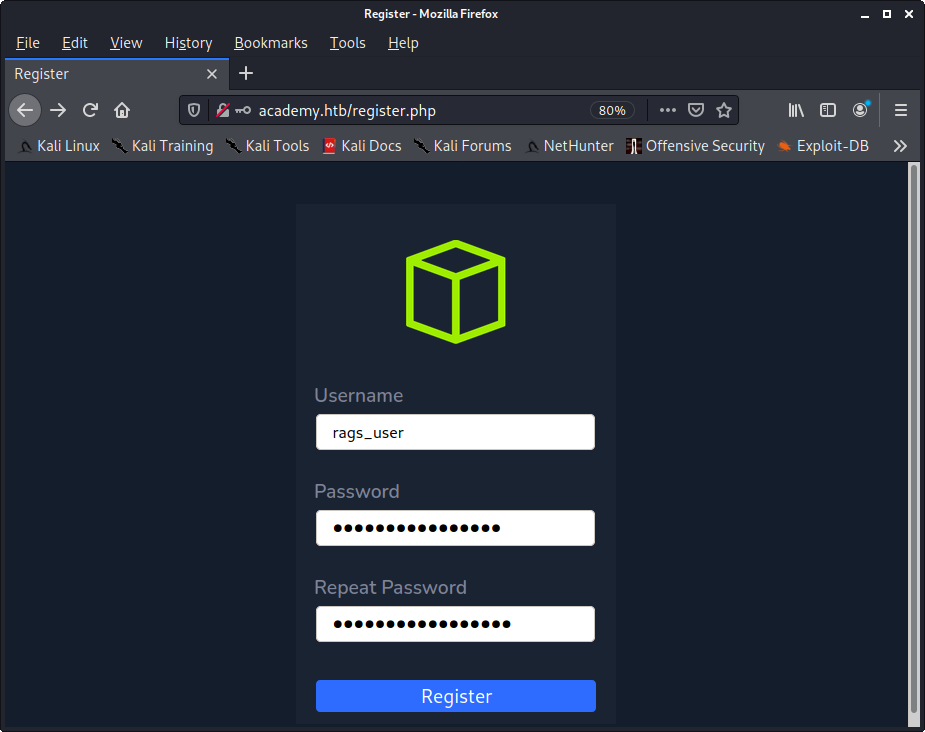 Register - Mozilla Firefox
File Edit View History Bookmarks Tools Help
Register
academy.htb/register.php 80%
Kali Linux Kali Training Kali Tools Kali Docs Kali Forums NetHunter Offensive Security Exploit-DB
Username
rags_user
Password
●●●●●●●●●●●●●●●●
Repeat Password
●●●●●●●●●●●●●●●●●
Register